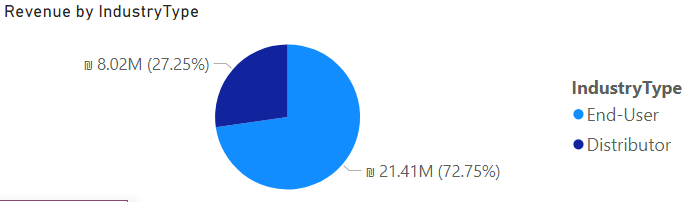 Revenue by IndustryType
₪ 8.02M (27.25%)
IndustryType
End-User
Distributor
₪ 21.41M (72.75%)